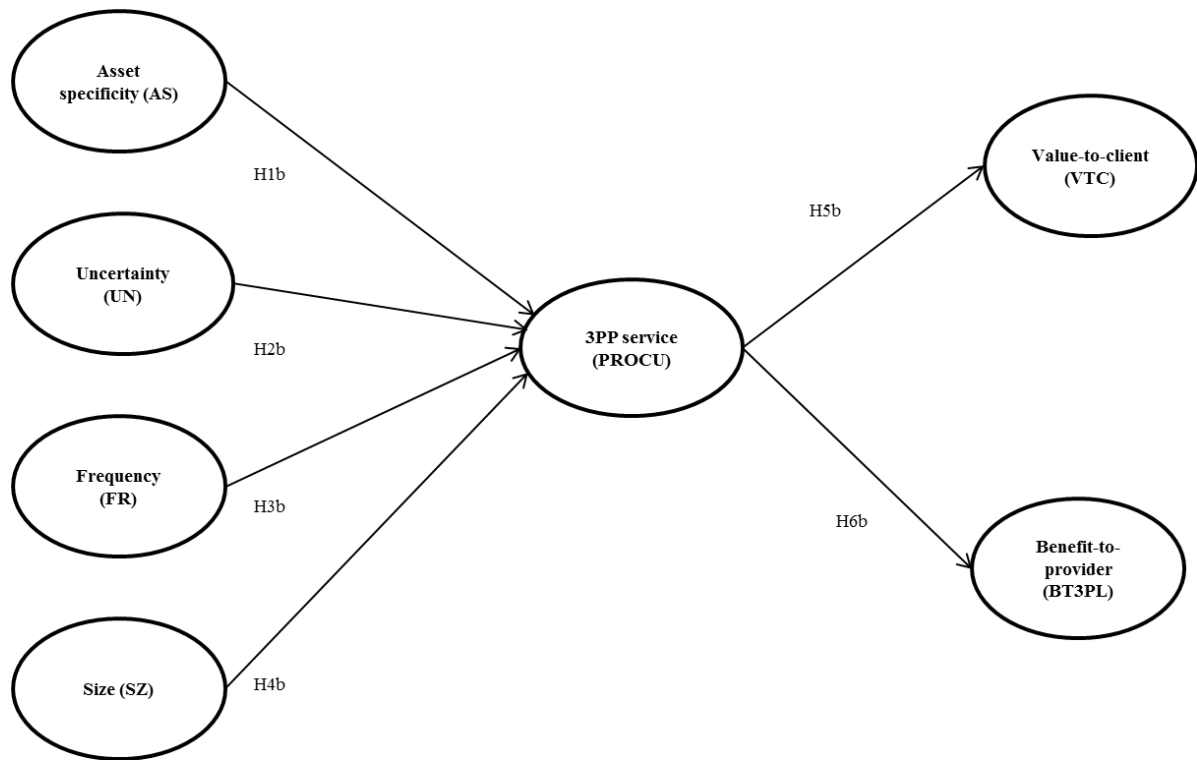 Asset
specificity (AS)
H1b
Uncertainty
(UN)
H2b
Frequency
(FR)
H3b
Size (SZ)
H4b
3PP service
(PROCU)
H5b
Value-to-client
(VTC)
H6b
Benefit-to-
provider
(BT3PL)